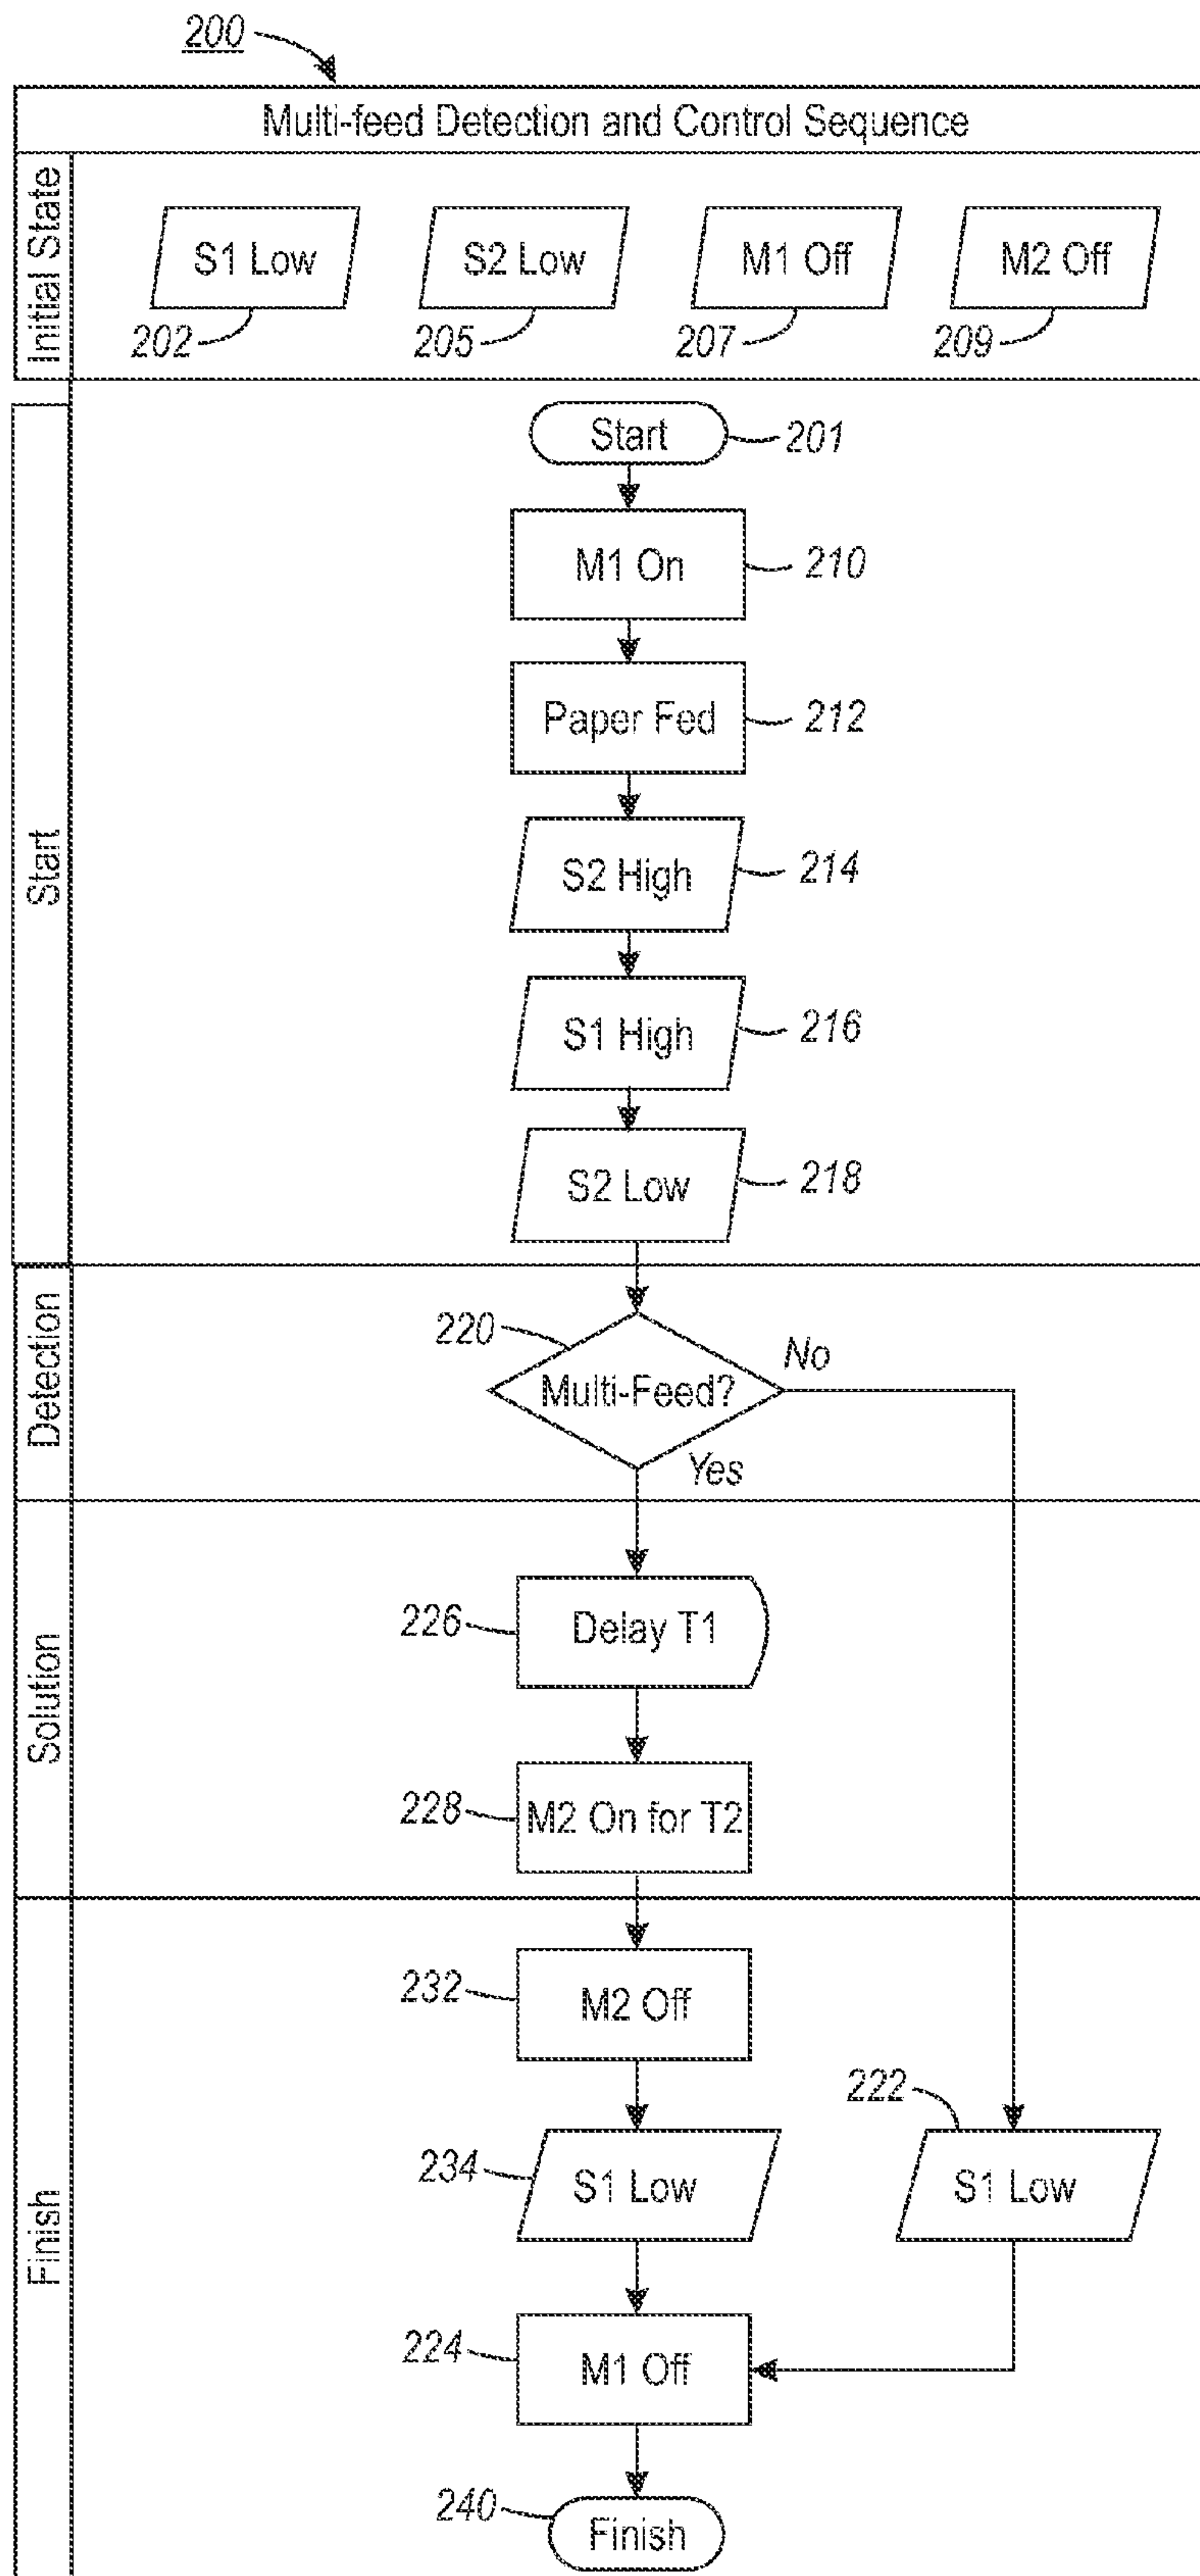 200
Multi-feed Detection and Control Sequence
Initial State
S1 Low
S2 Low
M1 Off
M2 Off
202
205
207
209
Start
Start
201
M1 On
210
Paper Fed
212
S2 High
214
S1 High
216
S2 Low
218
Detection
220
Multi-Feed?
No
Yes
Solution
226
Delay T1
228
M2 On for T2
Finish
232
M2 Off
222
234
S1 Low
S1 Low
224
M1 Off
240
Finish